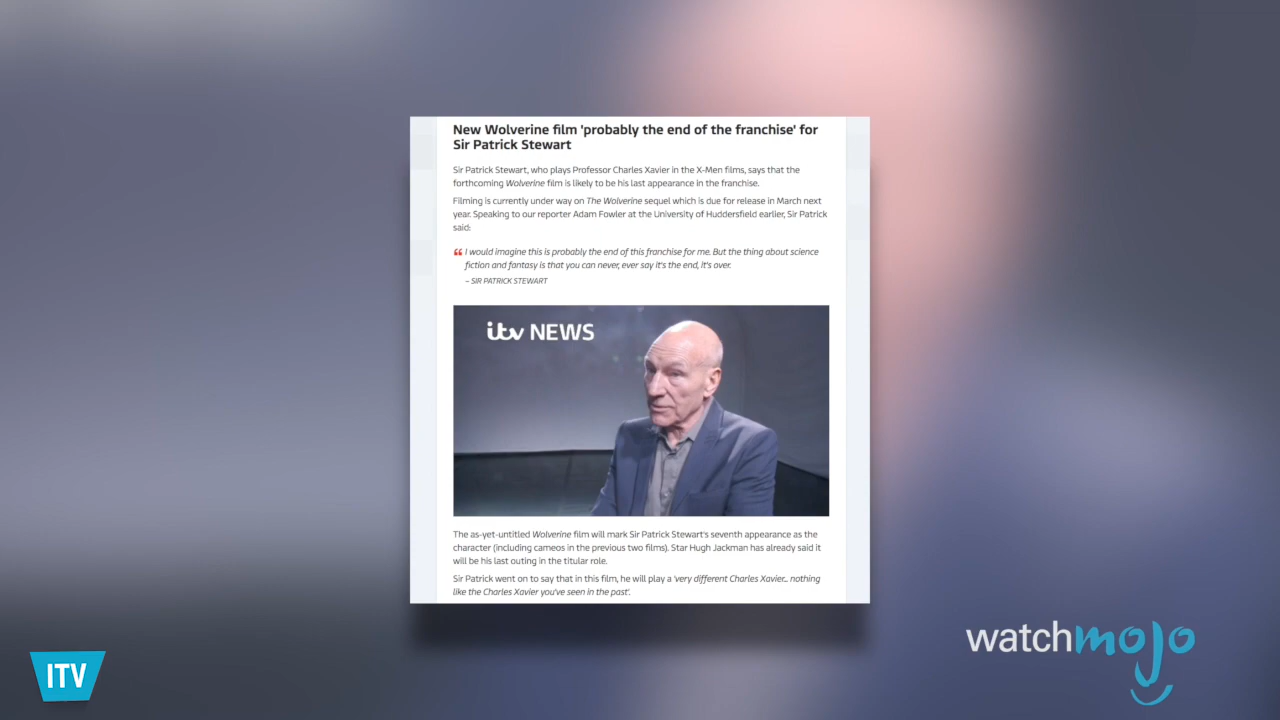 New Wolverine film 'probably the end of the franchise' for
Sir Patrick Stewart
Sir Patrick Stewart, who plays Professor Charles Xavier in the X-Men films, says that the
forthcoming Wolverine film is likely to be his last appearance in the franchise.
Filming is currently under way on The Wolverine sequel which is due for release in March next
year. Speaking to our reporter Adam Fowler at the University of Huddersfield earlier, Sir Patrick
said:
“ I would imagine this is probably the end of this franchise for me. But the thing about science
fiction and fantasy is that you can never, ever say it's the end, it's over.
– SIR PATRICK STEWART
itv NEWS
The as-yet-untitled Wolverine film will mark Sir Patrick Stewart's seventh appearance as the
character (including cameos in the previous two films). Star Hugh Jackman has already said it
will be his last outing in the titular role.
Sir Patrick went on to say that in this film, he will play a 'very different Charles Xavier... nothing
like the Charles Xavier you've seen in the past'.
ITV
watchmojo